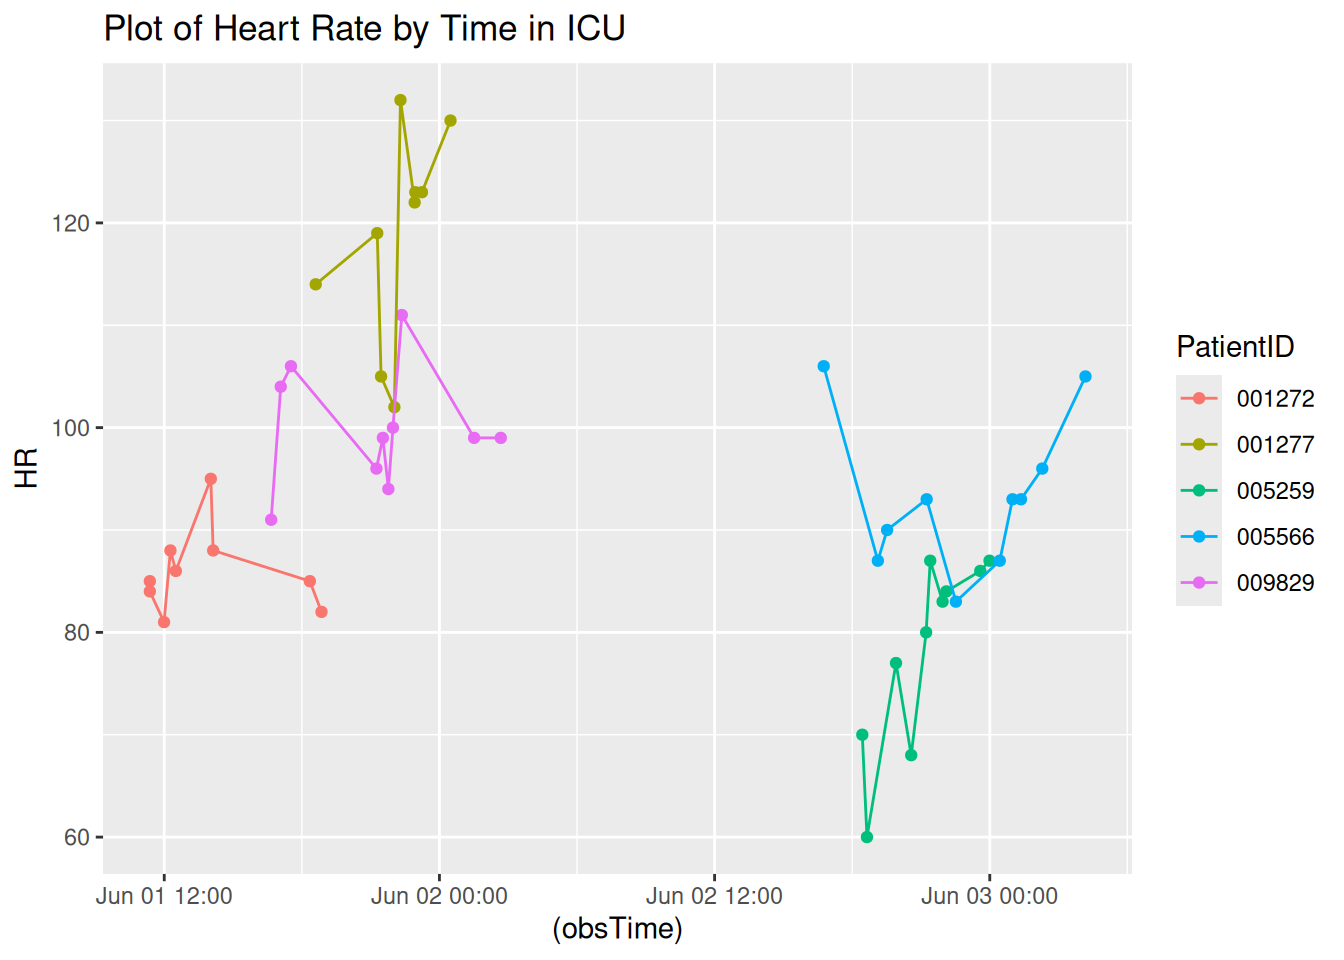 Plot of Heart Rate by Time in ICU
HR
120
100
80
60
Jun 01 12:00
Jun 02 00:00
Jun 02 12:00
Jun 03 00:00
(obsTime)
PatientID
001272
001277
005259
005566
009829